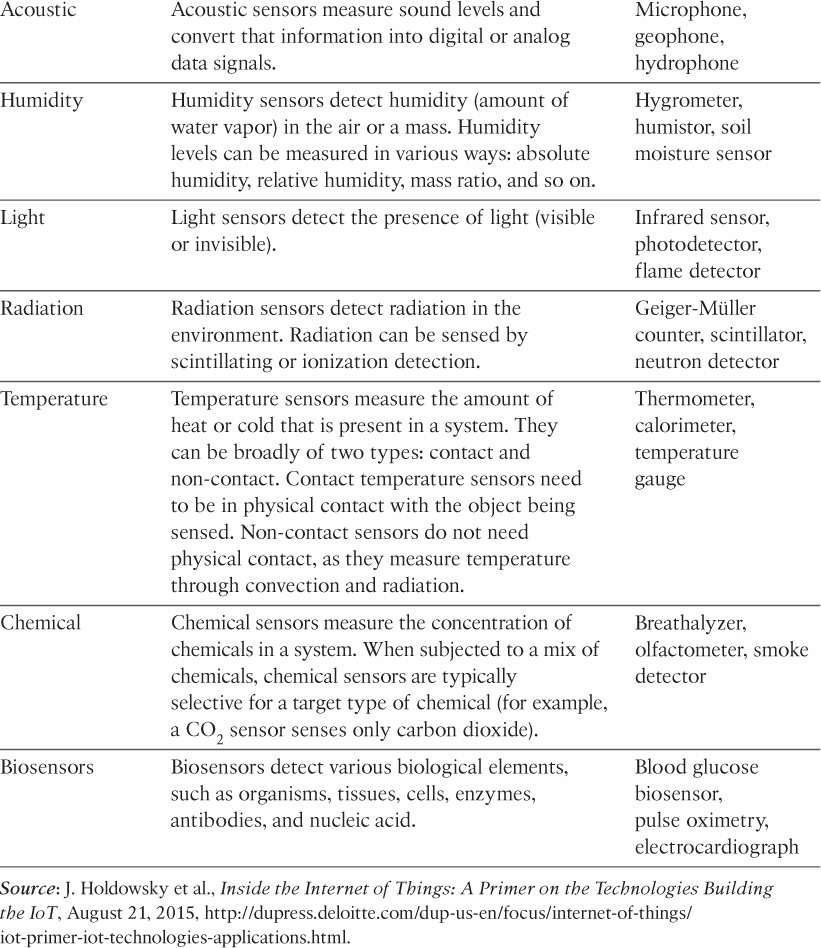 Acoustic
Acoustic sensors measure sound levels and
convert that information into digital or analog
data signals.
Microphone,
geophone,
hydrophone
Humidity
Humidity sensors detect humidity (amount of
water vapor) in the air or a mass. Humidity
levels can be measured in various ways: absolute
humidity, relative humidity, mass ratio, and so on.
Hygrometer,
humistor, soil
moisture sensor
Light
Light sensors detect the presence of light (visible
or invisible).
Infrared sensor,
photodetector,
flame detector
Radiation
Radiation sensors detect radiation in the
environment. Radiation can be sensed by
scintillating or ionization detection.
Geiger-Müller
counter, scintillator,
neutron detector
Temperature
Temperature sensors measure the amount of
heat or cold that is present in a system. They
can be broadly of two types: contact and
non-contact. Contact temperature sensors need
to be in physical contact with the object being
sensed. Non-contact sensors do not need
physical contact, as they measure temperature
through convection and radiation.
Thermometer,
calorimeter,
temperature
gauge
Chemical
Chemical sensors measure the concentration of
chemicals in a system. When subjected to a mix of
chemicals, chemical sensors are typically
selective for a target type of chemical (for example,
a CO₂ sensor senses only carbon dioxide).
Breathalyzer,
olfactometer, smoke
detector
Biosensors
Biosensors detect various biological elements,
such as organisms, tissues, cells, enzymes,
antibodies, and nucleic acid.
Blood glucose
biosensor,
pulse oximetry,
electrocardiograph
Source: J. Holdowsky et al., Inside the Internet of Things: A Primer on the Technologies Building
the IoT, August 21, 2015, http://dupress.deloitte.com/dup-us-en/focus/internet-of-things/
iot-primer-iot-technologies-applications.html.